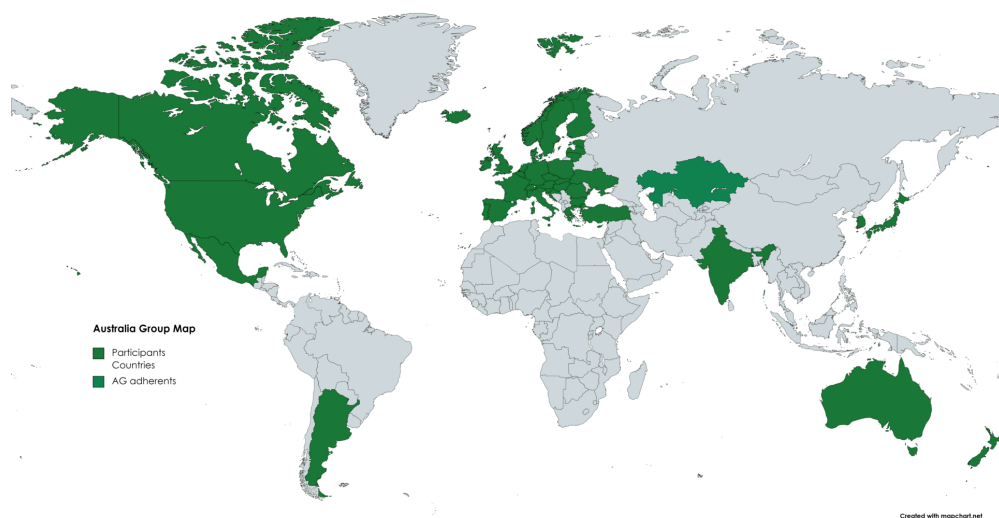 Australia Group Map
Participants
Countries
AG adherents
Created with mapchart.net